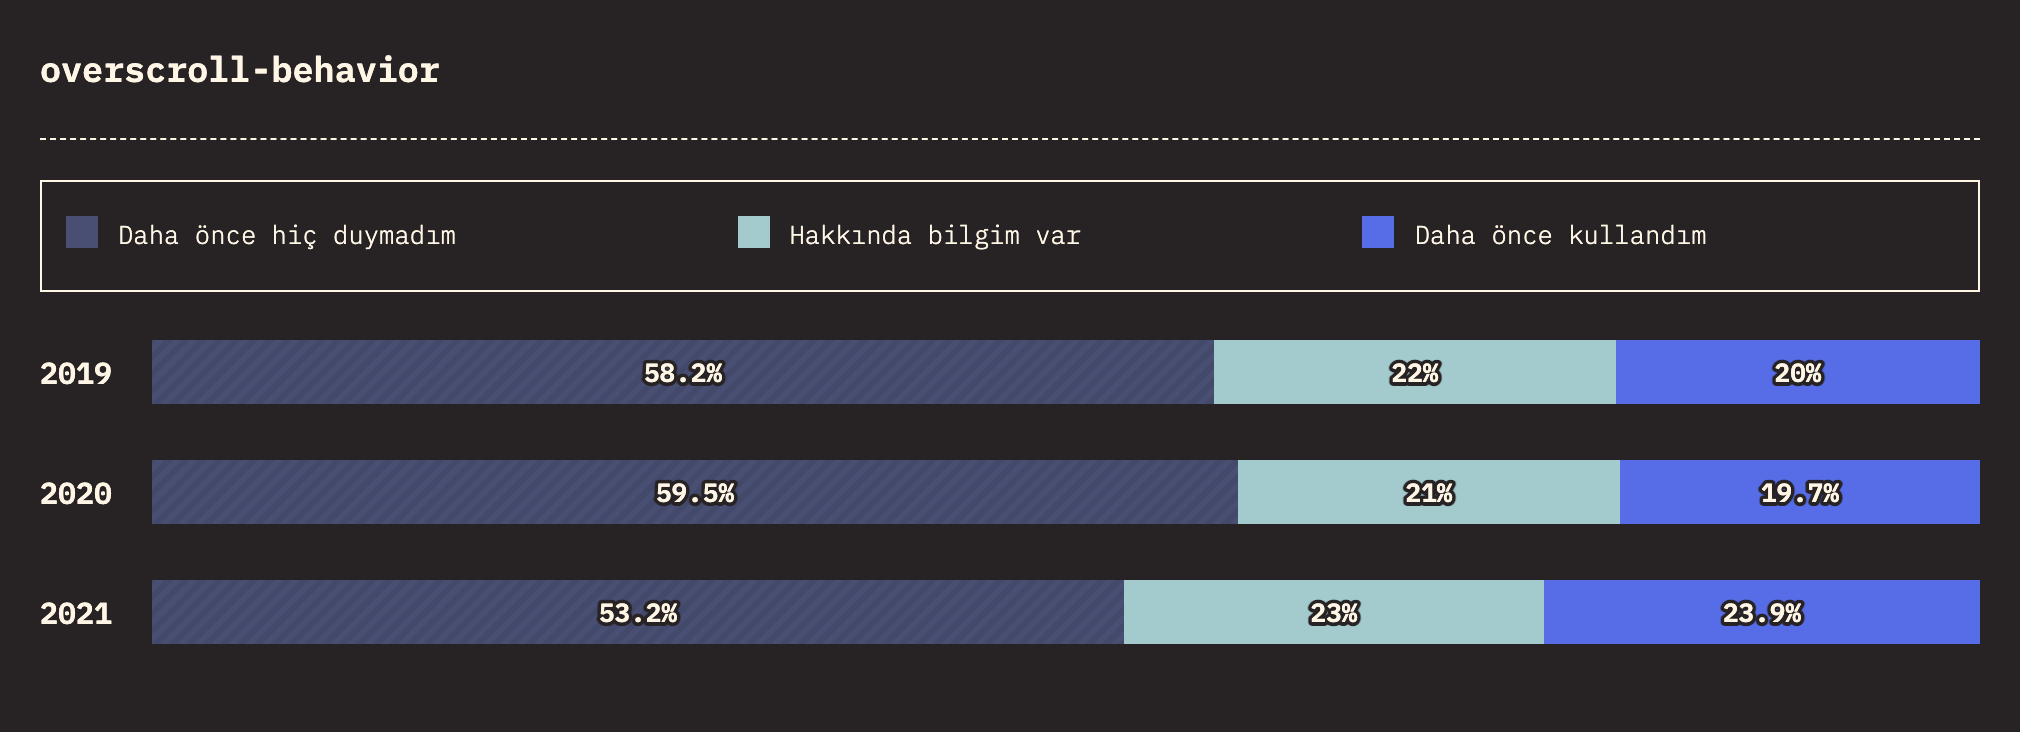 overscroll-behavior
Daha önce hiç duymadım Hakkında bilgim var Daha önce kullandım
2019 58.2% 22% 20%
2020 59.5% 21% 19.7%
2021 53.2% 23% 23.9%